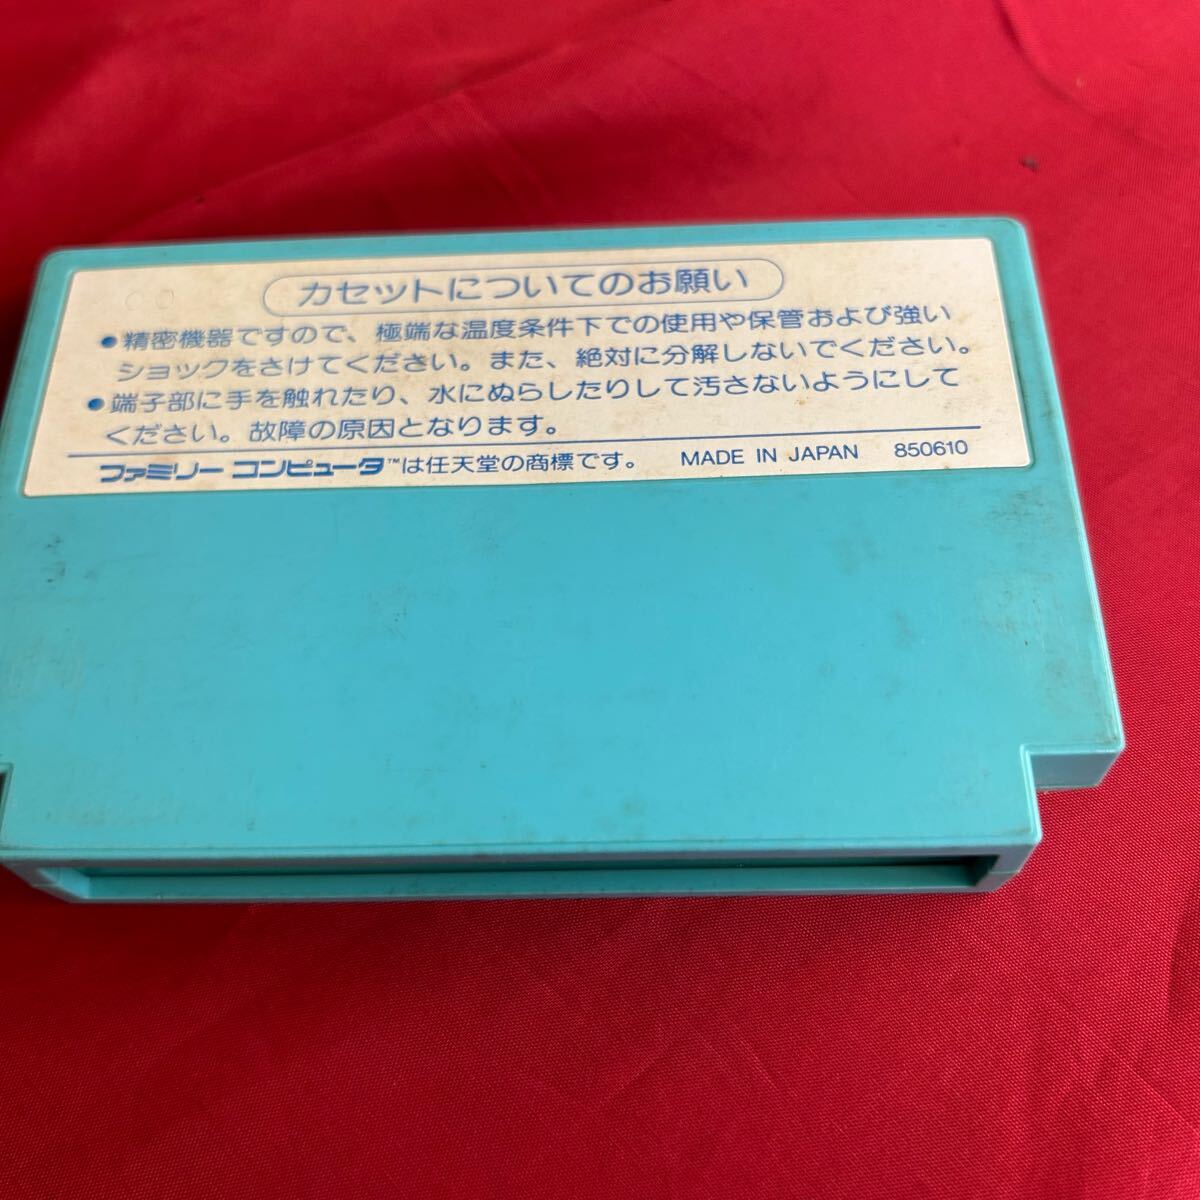 カセットについてのお願い
●精密機器ですので、極端な温度条件下での使用や保管および強い
ショックをさけてください。また、絶対に分解しないでください。
●端子部に手を触れたり、水にぬらしたりして汚さないようにして
ください。故障の原因となります。
ファミリー コンピュータ™は任天堂の商標です。 MADE IN JAPAN 850610